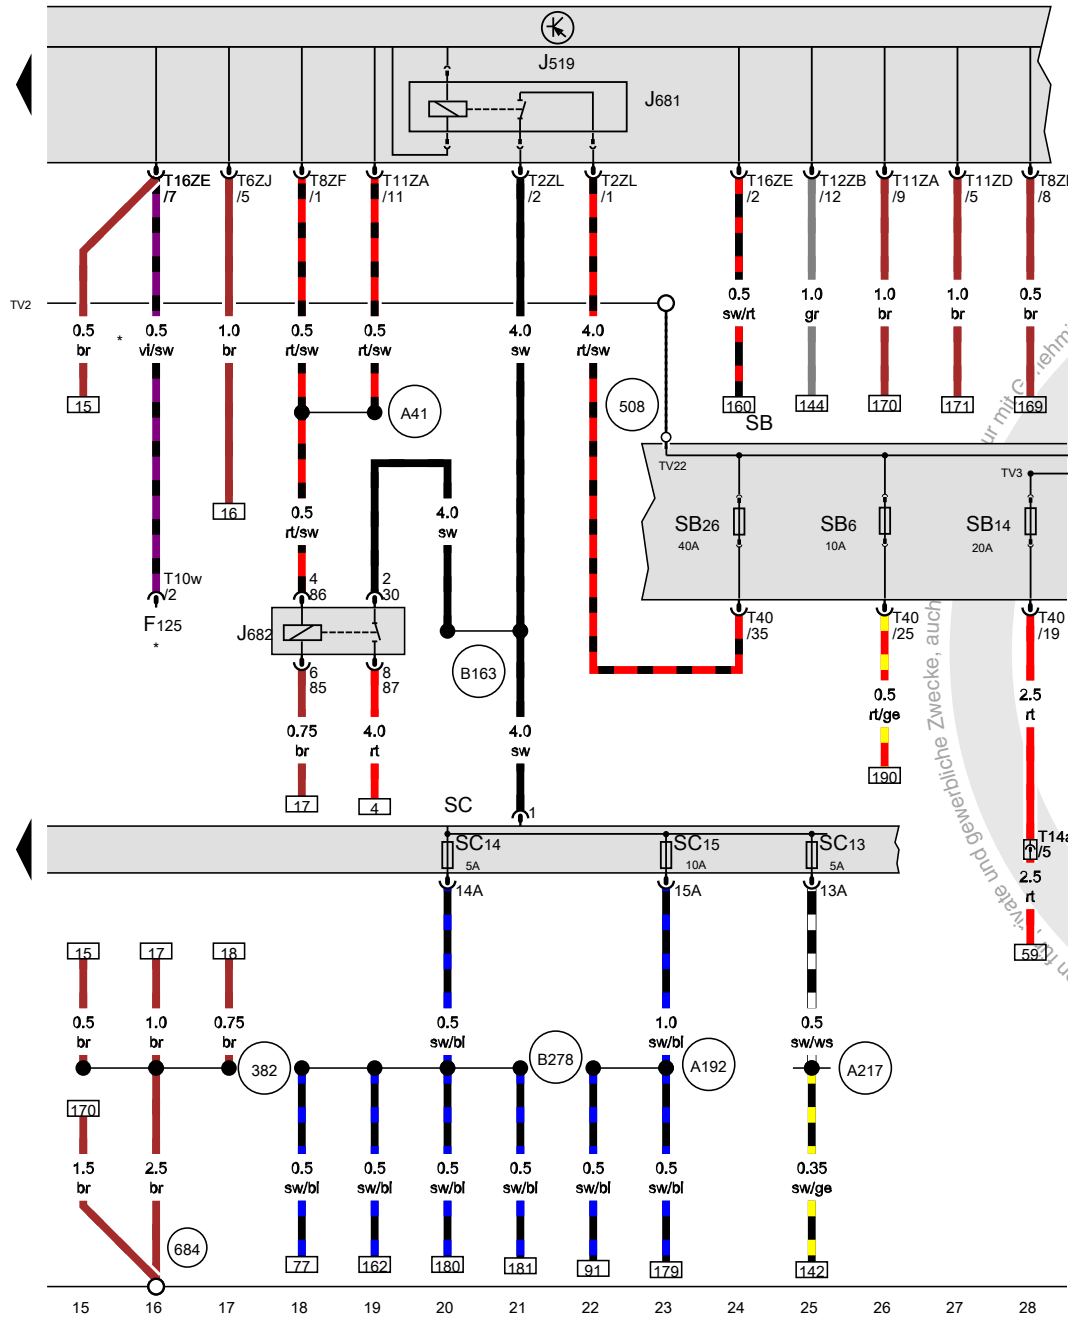 J519
J681
T16ZE
/7
T6ZJ
/5
T8ZF
/1
T11ZA
/11
T2ZL
/2
T2ZL
/1
T16ZE
/2
T12ZB
/12
T11ZA
/9
T11ZD
/5
/8
TV2
0.5
sw/rt
1.0
gr
1.0
br
1.0
br
0.5
br
0.5
br
*
0.5
vi/sw
1.0
br
0.5
rt/sw
0.5
rt/sw
4.0
sw
4.0
rt/sw
15
A41
508
160
144
170
171
169
SB
TV22
TV3
16
0.5
rt/sw
4.0
sw
SB26
40A
SB6
10A
SB14
20A
T10w
/2
F125
*
4
86
2
30
J682
6
85
8
87
B163
T40
/35
T40
/25
T40
/19
0.75
br
4.0
rt
4.0
sw
0.5
rt/ge
2.5
rt
17
4
190
SC
1
SC14
5A
SC15
10A
SC13
5A
/5
14A
15A
13A
2.5
rt
59
15
17
18
0.5
br
1.0
br
0.75
br
0.5
sw/bl
1.0
sw/bl
0.5
sw/ws
382
B278
A192
A217
170
1.5
br
2.5
br
0.5
sw/bl
0.5
sw/bl
0.5
sw/bl
0.5
sw/bl
0.5
sw/bl
0.5
sw/bl
0.35
sw/ge
684
77
162
180
181
91
179
142
15 16 17 18 19 20 21 22 23 24 25 26 27 28
Zwecke, auch
und gewerbliche